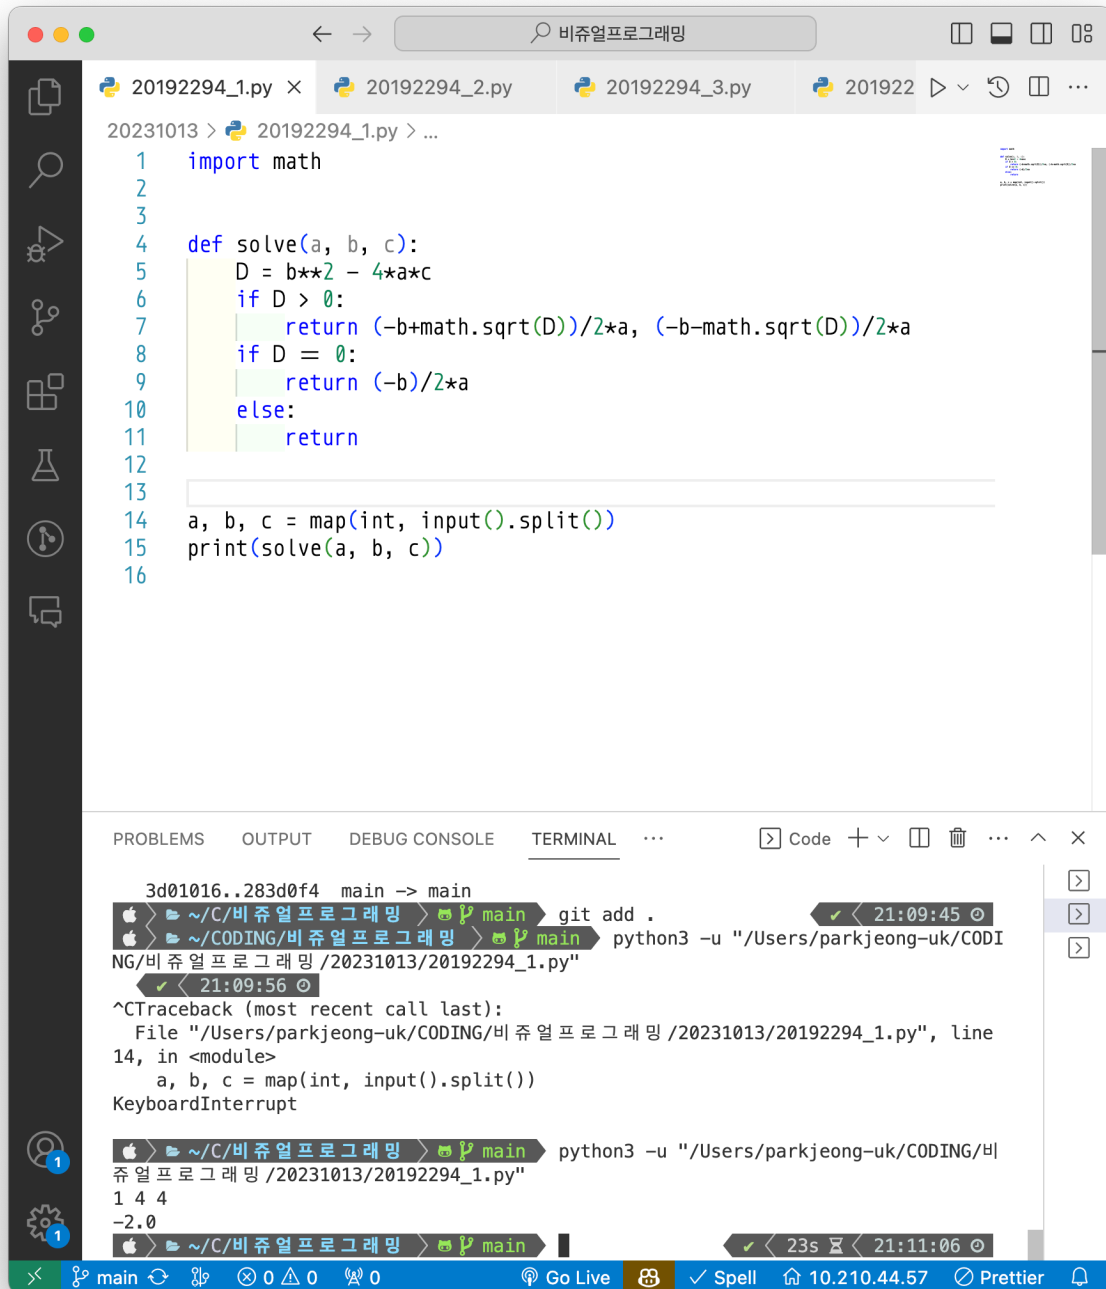 비쥬얼프로그래밍
20192294_1.py
20192294_2.py
20192294_3.py
201922
20231013 > 20192294_1.py > ...
1 import math
2
3
4 def solve(a, b, c):
5     D = b**2 - 4*a*c
6     if D > 0:
7         return (-b+math.sqrt(D))/2*a, (-b-math.sqrt(D))/2*a
8     if D == 0:
9         return (-b)/2*a
10     else:
11         return
12
13
14 a, b, c = map(int, input().split())
15 print(solve(a, b, c))
16
PROBLEMS OUTPUT DEBUG CONSOLE TERMINAL ... Code
3d01016..283d0f4  main -> main
~/C/비쥬얼프로그래밍 main git add . ✔ 21:09:45
~/CODING/비쥬얼프로그래밍 main python3 -u "/Users/parkjeong-uk/CODI
NG/비쥬얼프로그래밍/20231013/20192294_1.py"
✔ 21:09:56
^CTraceback (most recent call last):
  File "/Users/parkjeong-uk/CODING/비쥬얼프로그래밍/20231013/20192294_1.py", line
14, in <module>
    a, b, c = map(int, input().split())
KeyboardInterrupt
~/C/비쥬얼프로그래밍 main python3 -u "/Users/parkjeong-uk/CODING/비
쥬얼프로그래밍/20231013/20192294_1.py"
1 4 4
-2.0
~/C/비쥬얼프로그래밍 main ✔ 23s 21:11:06
1
1
main 0 0 0 Go Live Spell 10.210.44.57 Prettier